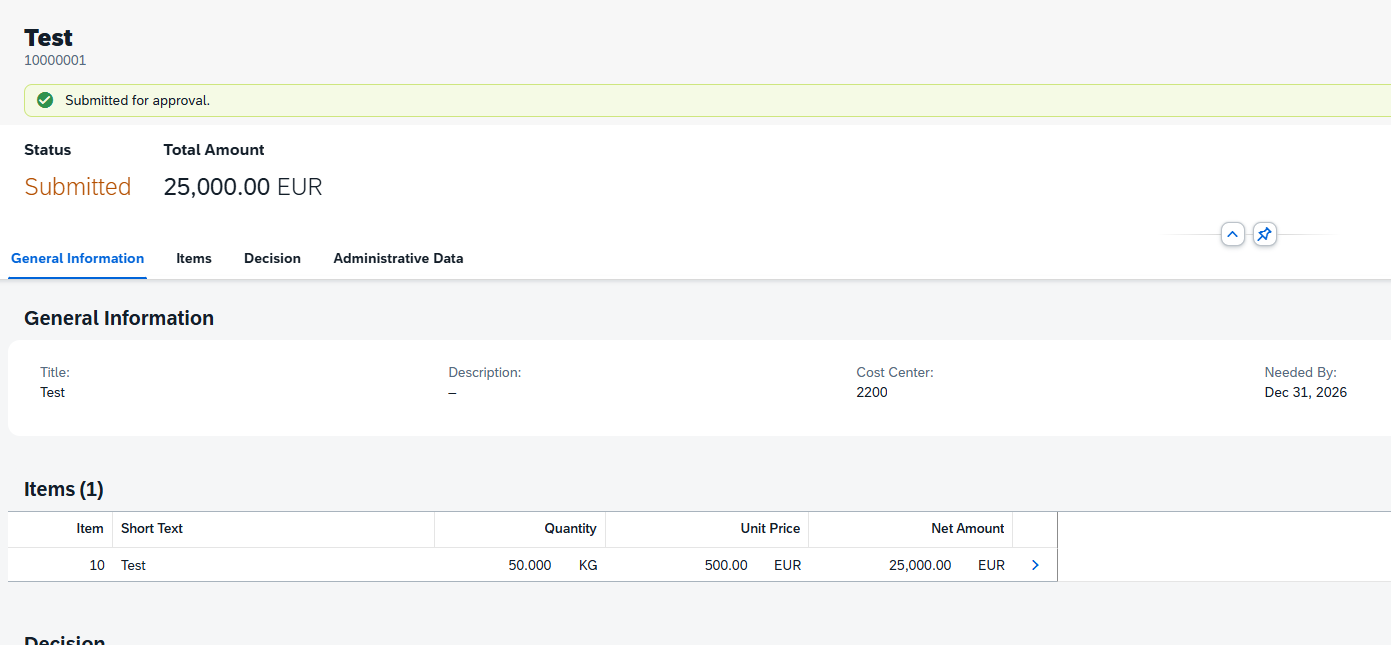 Test
10000001
Submitted for approval.
Status Total Amount
Submitted 25,000.00 EUR
General Information Items Decision Administrative Data
General Information
Title: Description: Cost Center: Needed By:
Test – 2200 Dec 31, 2026
Items (1)
Item Short Text Quantity Unit Price Net Amount
10 Test 50.000 KG 500.00 EUR 25,000.00 EUR
Decision